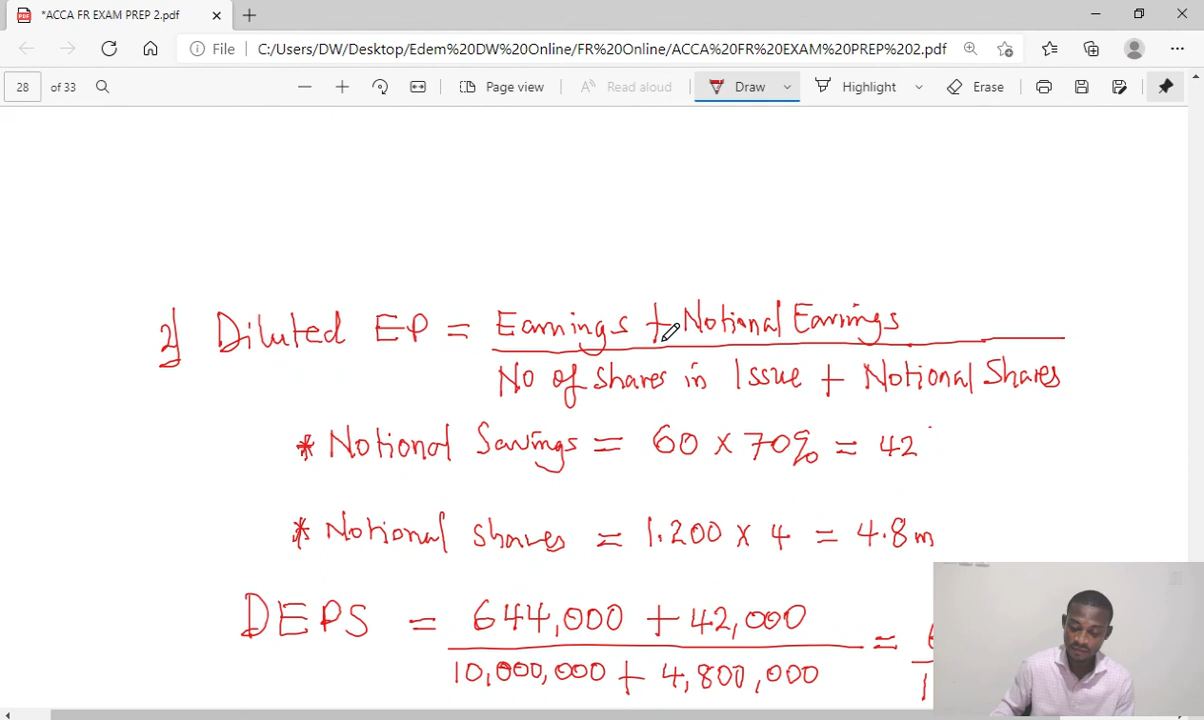 *ACCA FR EXAM PREP 2.pdf
File C:/Users/DW/Desktop/Edem%20DW%20Online/FR%20Online/ACCA%20FR%20EXAM%20PREP%202.pdf
28 of 33 Page view Read aloud Draw Highlight Erase
2) Diluted EP = Earnings + Notional Earnings
No of shares in Issue + Notional Shares
* Notional Savings = 60 x 70% = 42
* Notional shares = 1.200 x 4 = 4.8m
DEPS = 644,000 + 42,000 =
10,000,000 + 4,800,000